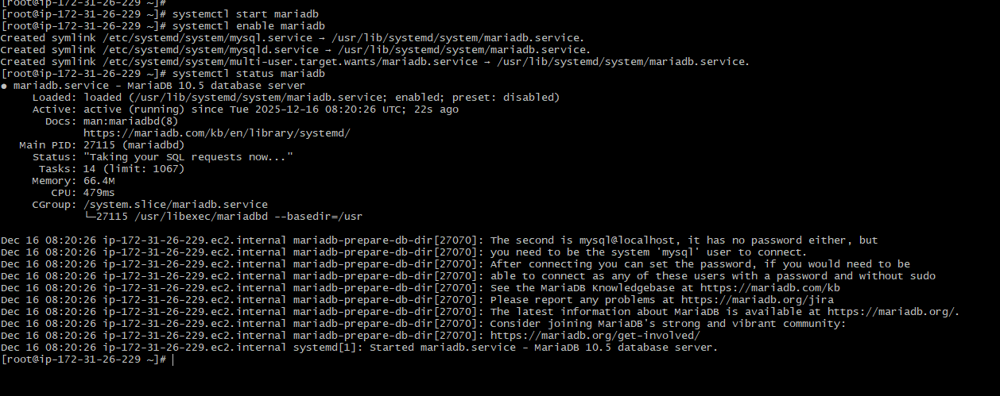 [root@ip-172-31-26-229 ~]#
[root@ip-172-31-26-229 ~]# systemctl start mariadb
[root@ip-172-31-26-229 ~]# systemctl enable mariadb
Created symlink /etc/systemd/system/mysql.service → /usr/lib/systemd/system/mariadb.service.
Created symlink /etc/systemd/system/mysqld.service → /usr/lib/systemd/system/mariadb.service.
Created symlink /etc/systemd/system/multi-user.target.wants/mariadb.service → /usr/lib/systemd/system/mariadb.service.
[root@ip-172-31-26-229 ~]# systemctl status mariadb
● mariadb.service - MariaDB 10.5 database server
     Loaded: loaded (/usr/lib/systemd/system/mariadb.service; enabled; preset: disabled)
     Active: active (running) since Tue 2025-12-16 08:20:26 UTC; 22s ago
       Docs: man:mariadbd(8)
             https://mariadb.com/kb/en/library/systemd/
   Main PID: 27115 (mariadbd)
     Status: "Taking your SQL requests now..."
      Tasks: 14 (limit: 1067)
     Memory: 66.4M
        CPU: 479ms
     CGroup: /system.slice/mariadb.service
             └─27115 /usr/libexec/mariadbd --basedir=/usr

Dec 16 08:20:26 ip-172-31-26-229.ec2.internal mariadb-prepare-db-dir[27070]: The second is mysql@localhost, it has no password either, but
Dec 16 08:20:26 ip-172-31-26-229.ec2.internal mariadb-prepare-db-dir[27070]: you need to be the system 'mysql' user to connect.
Dec 16 08:20:26 ip-172-31-26-229.ec2.internal mariadb-prepare-db-dir[27070]: After connecting you can set the password, if you would need to be
Dec 16 08:20:26 ip-172-31-26-229.ec2.internal mariadb-prepare-db-dir[27070]: able to connect as any of these users with a password and without sudo
Dec 16 08:20:26 ip-172-31-26-229.ec2.internal mariadb-prepare-db-dir[27070]: See the MariaDB Knowledgebase at https://mariadb.com/kb
Dec 16 08:20:26 ip-172-31-26-229.ec2.internal mariadb-prepare-db-dir[27070]: Please report any problems at https://mariadb.org/jira
Dec 16 08:20:26 ip-172-31-26-229.ec2.internal mariadb-prepare-db-dir[27070]: The latest information about MariaDB is available at https://mariadb.org/.
Dec 16 08:20:26 ip-172-31-26-229.ec2.internal mariadb-prepare-db-dir[27070]: Consider joining MariaDB's strong and vibrant community:
Dec 16 08:20:26 ip-172-31-26-229.ec2.internal mariadb-prepare-db-dir[27070]: https://mariadb.org/get-involved/
Dec 16 08:20:26 ip-172-31-26-229.ec2.internal systemd[1]: Started mariadb.service - MariaDB 10.5 database server.
[root@ip-172-31-26-229 ~]#